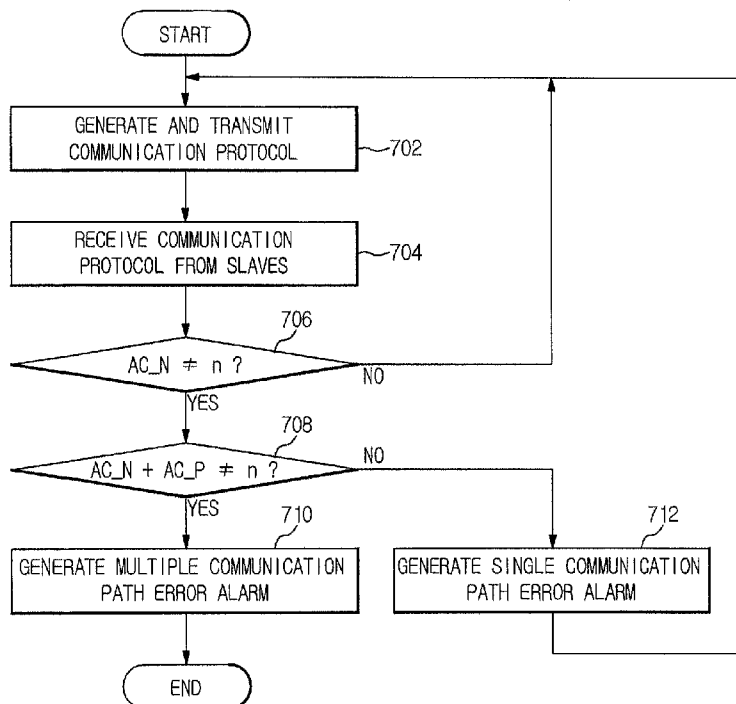 START
GENERATE AND TRANSMIT
COMMUNICATION PROTOCOL
702
RECEIVE COMMUNICATION
PROTOCOL FROM SLAVES
704
706
AC_N ≠ n ?
NO
YES
708
AC_N + AC_P ≠ n ?
NO
YES
710
GENERATE MULTIPLE COMMUNICATION
PATH ERROR ALARM
712
GENERATE SINGLE COMMUNICATION
PATH ERROR ALARM
END